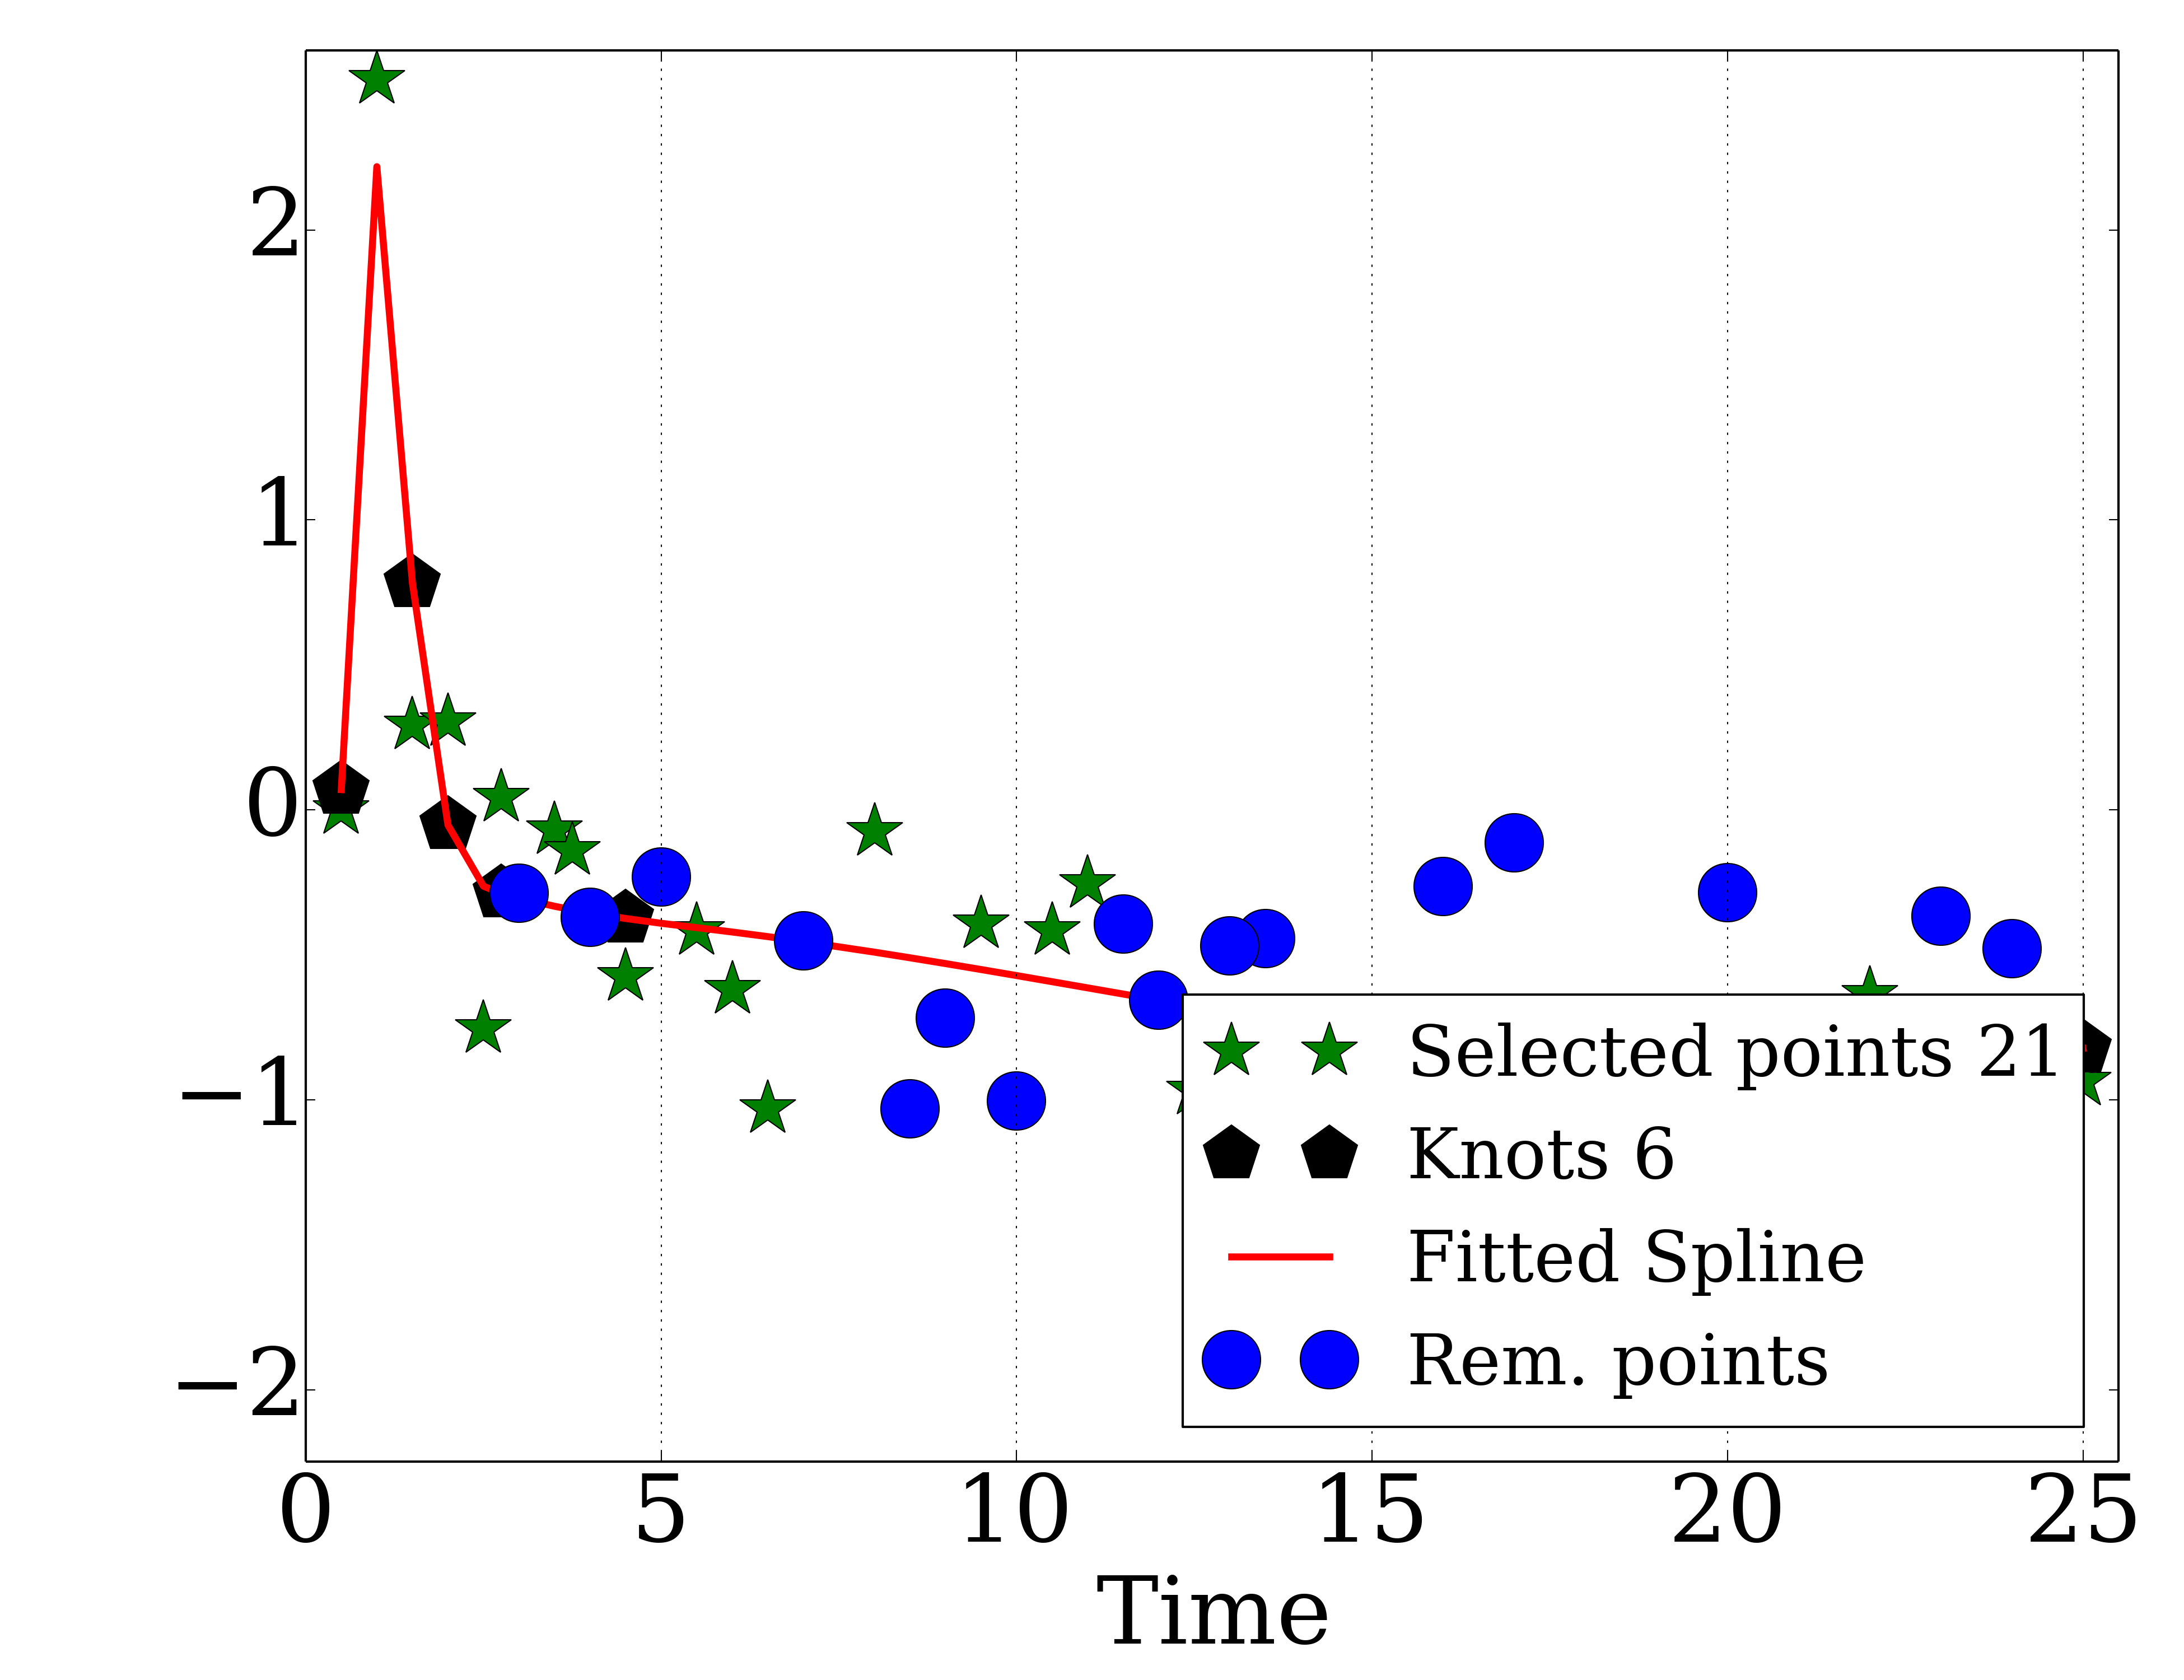 2
1
0
−1
−2
0 5 10 15 20 25
Time
Selected points 21
Knots 6
Fitted Spline
Rem. points